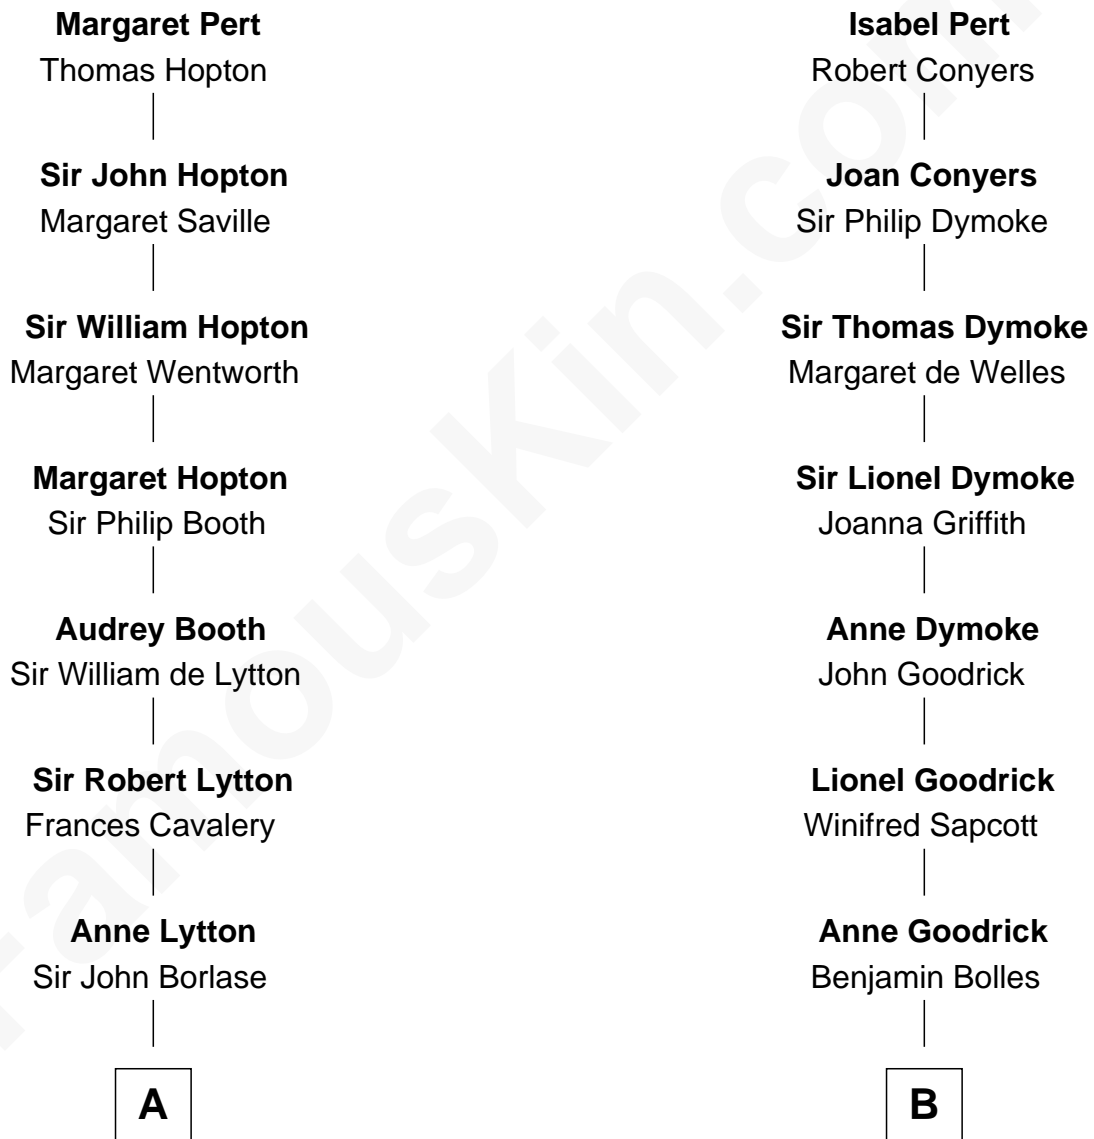 Margaret Pert
Thomas Hopton
Sir John Hopton
Margaret Saville
Sir William Hopton
Margaret Wentworth
Margaret Hopton
Sir Philip Booth
Audrey Booth
Sir William de Lytton
Sir Robert Lytton
Frances Cavalery
Anne Lytton
Sir John Borlase
A
Isabel Pert
Robert Conyers
Joan Conyers
Sir Philip Dymoke
Sir Thomas Dymoke
Margaret de Welles
Sir Lionel Dymoke
Joanna Griffith
Anne Dymoke
John Goodrick
Lionel Goodrick
Winifred Sapcott
Anne Goodrick
Benjamin Bolles
B
FamousKin.com